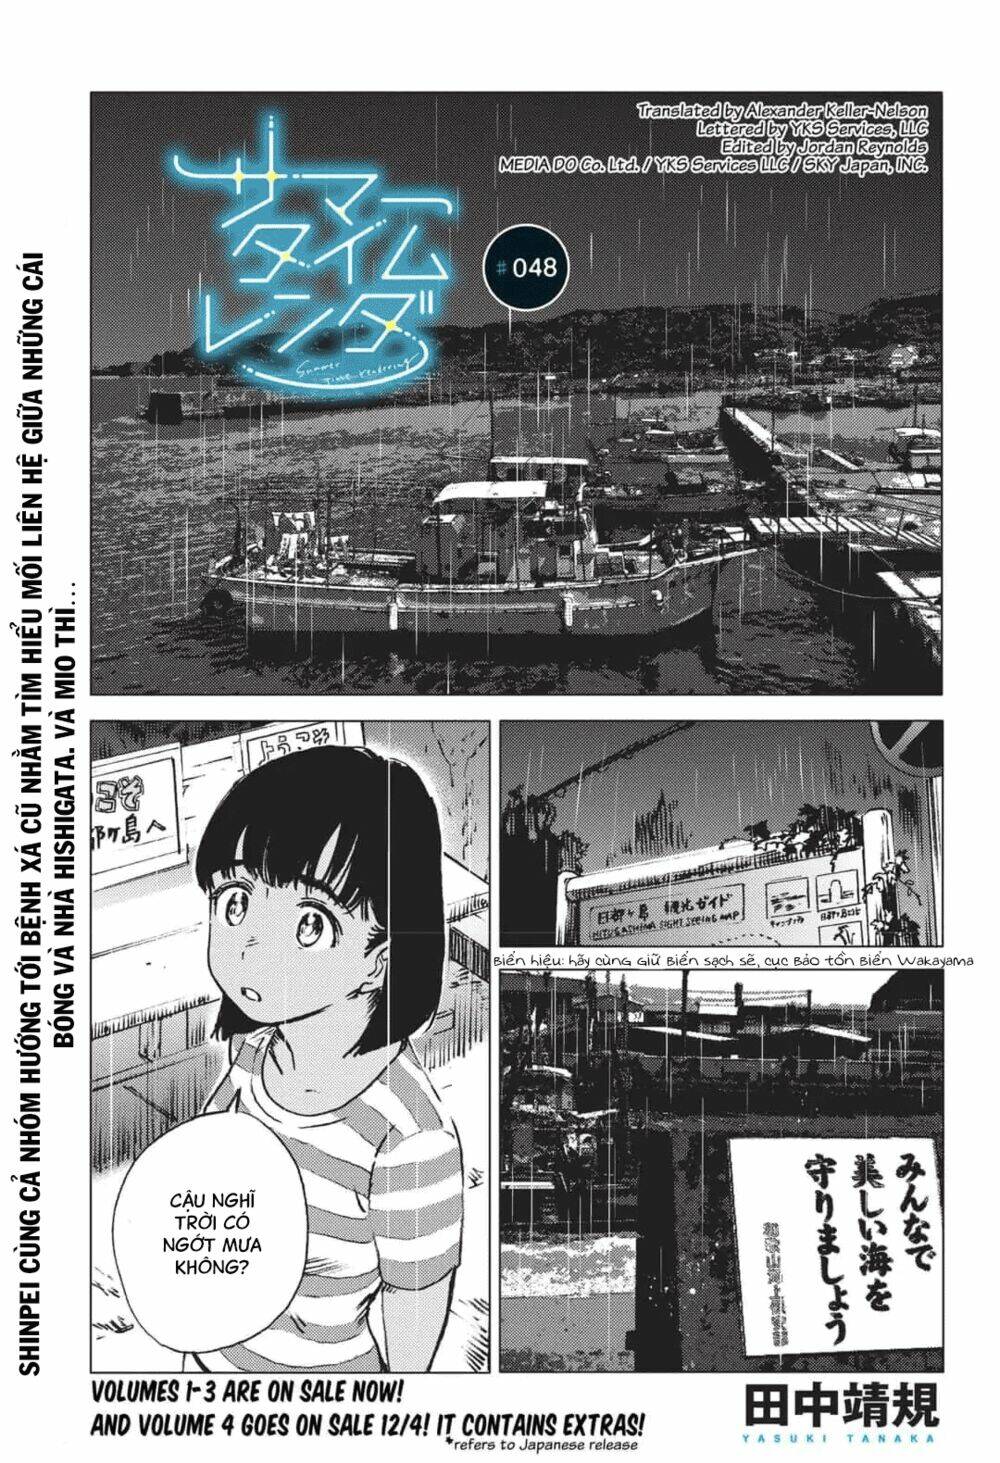 Translated by Alexander Keller-Nelson
Lettered by YKS Services, LLC
Edited by Jordan Reynolds
MEDIA DO Co. Ltd. / YKS Services LLC / SKY Japan, INC.
サマー
タイム
レンダ
Summer
time rendering
#048
SHINPEI CÙNG CẢ NHÓM HƯỚNG TỚI BỆNH XÁ CŨ NHẰM TÌM HIỂU MỐI LIÊN HỆ GIỮA NHỮNG CÁI
BÓNG VÀ NHÀ HISHIGATA. VÀ MIO THÌ...
日都ヶ島 観光ガイド
HITOGASHIMA SIGHT SEEING MAP
Biển hiệu: hãy cùng giữ biển sạch sẽ, cục bảo tồn biển Wakayama
みんなで
美しい海を
守りましょう
ようこそ
こそ
都ヶ島へ
CẬU NGHĨ
TRỜI CÓ
NGỚT MƯA
KHÔNG?
VOLUMES 1-3 ARE ON SALE NOW!
AND VOLUME 4 GOES ON SALE 12/4! IT CONTAINS EXTRAS!
*refers to Japanese release
田中靖規
YASUKI TANAKA